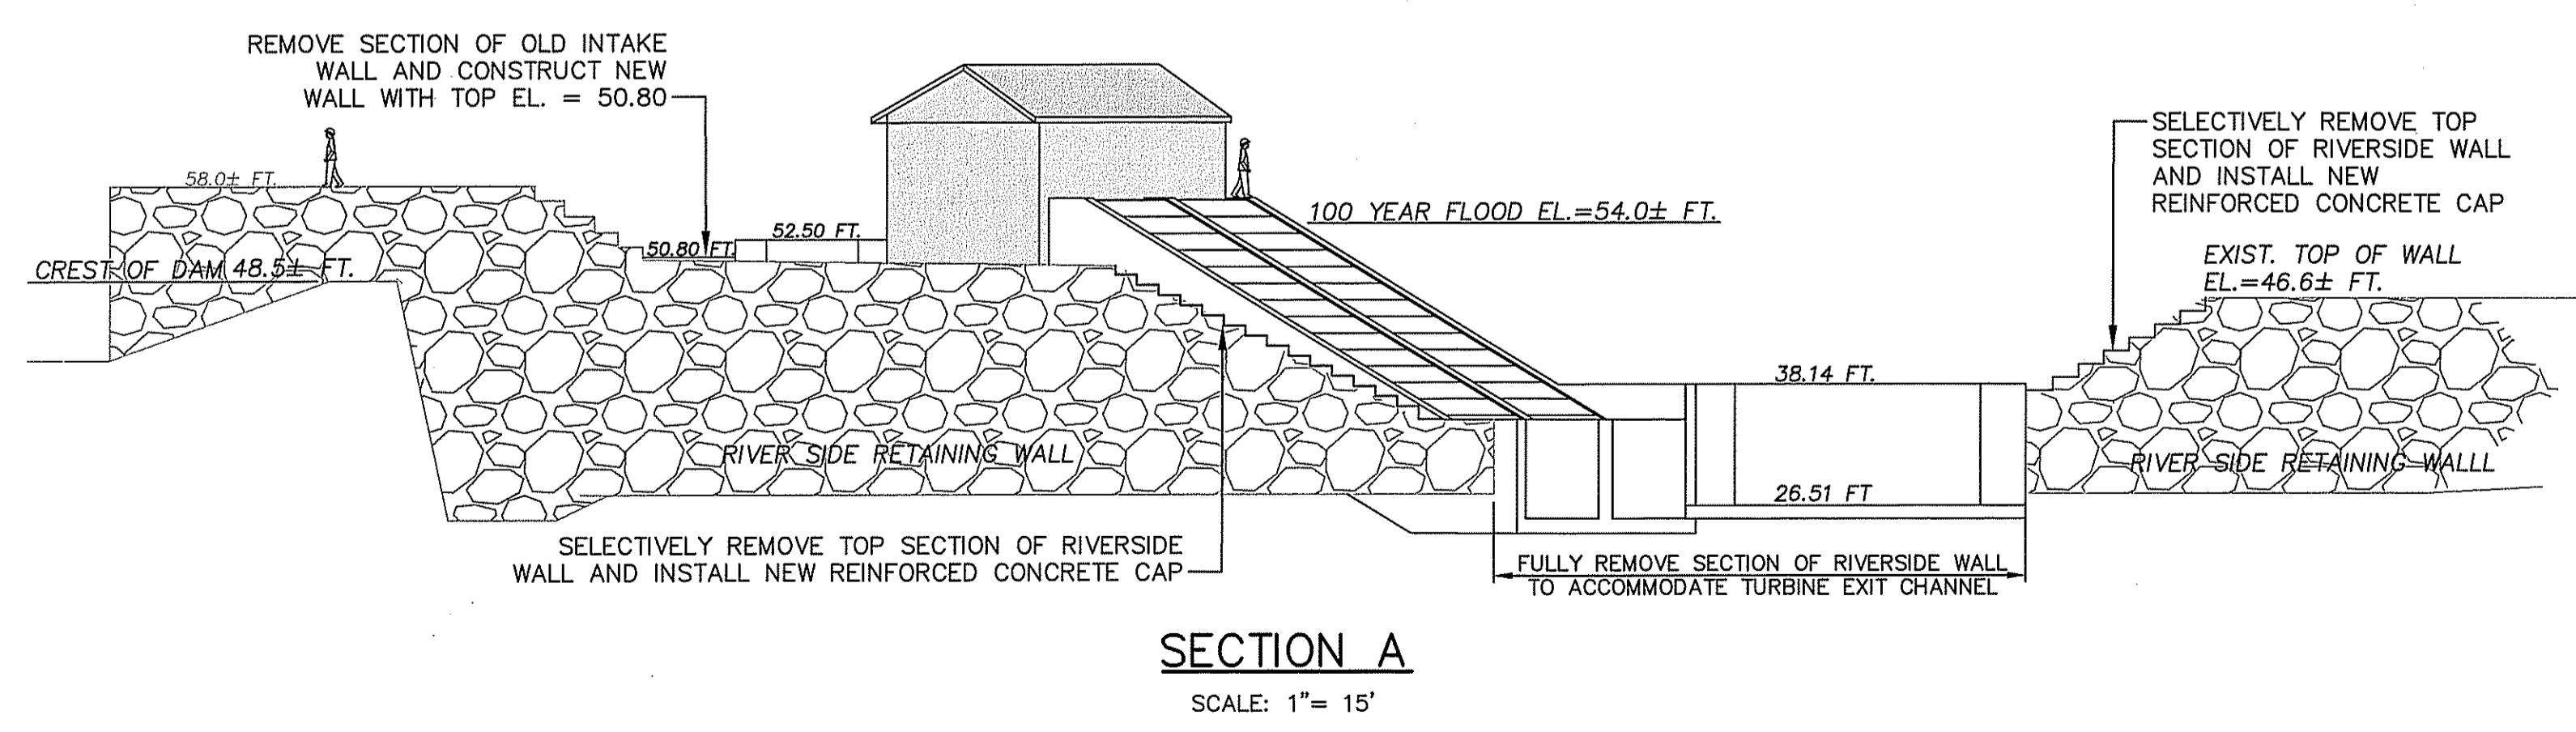 REMOVE SECTION OF OLD INTAKE
WALL AND CONSTRUCT NEW
WALL WITH TOP EL. = 50.80
58.0± FT.
CREST OF DAM 48.5± FT.
50.80 FT.
52.50 FT.
100 YEAR FLOOD EL.=54.0± FT.
SELECTIVELY REMOVE TOP
SECTION OF RIVERSIDE WALL
AND INSTALL NEW
REINFORCED CONCRETE CAP
EXIST. TOP OF WALL
EL.=46.6± FT.
38.14 FT.
26.51 FT
RIVER SIDE RETAINING WALL
RIVER SIDE RETAINING WALLL
SELECTIVELY REMOVE TOP SECTION OF RIVERSIDE
WALL AND INSTALL NEW REINFORCED CONCRETE CAP
FULLY REMOVE SECTION OF RIVERSIDE WALL
TO ACCOMMODATE TURBINE EXIT CHANNEL
SECTION A
SCALE: 1"= 15'